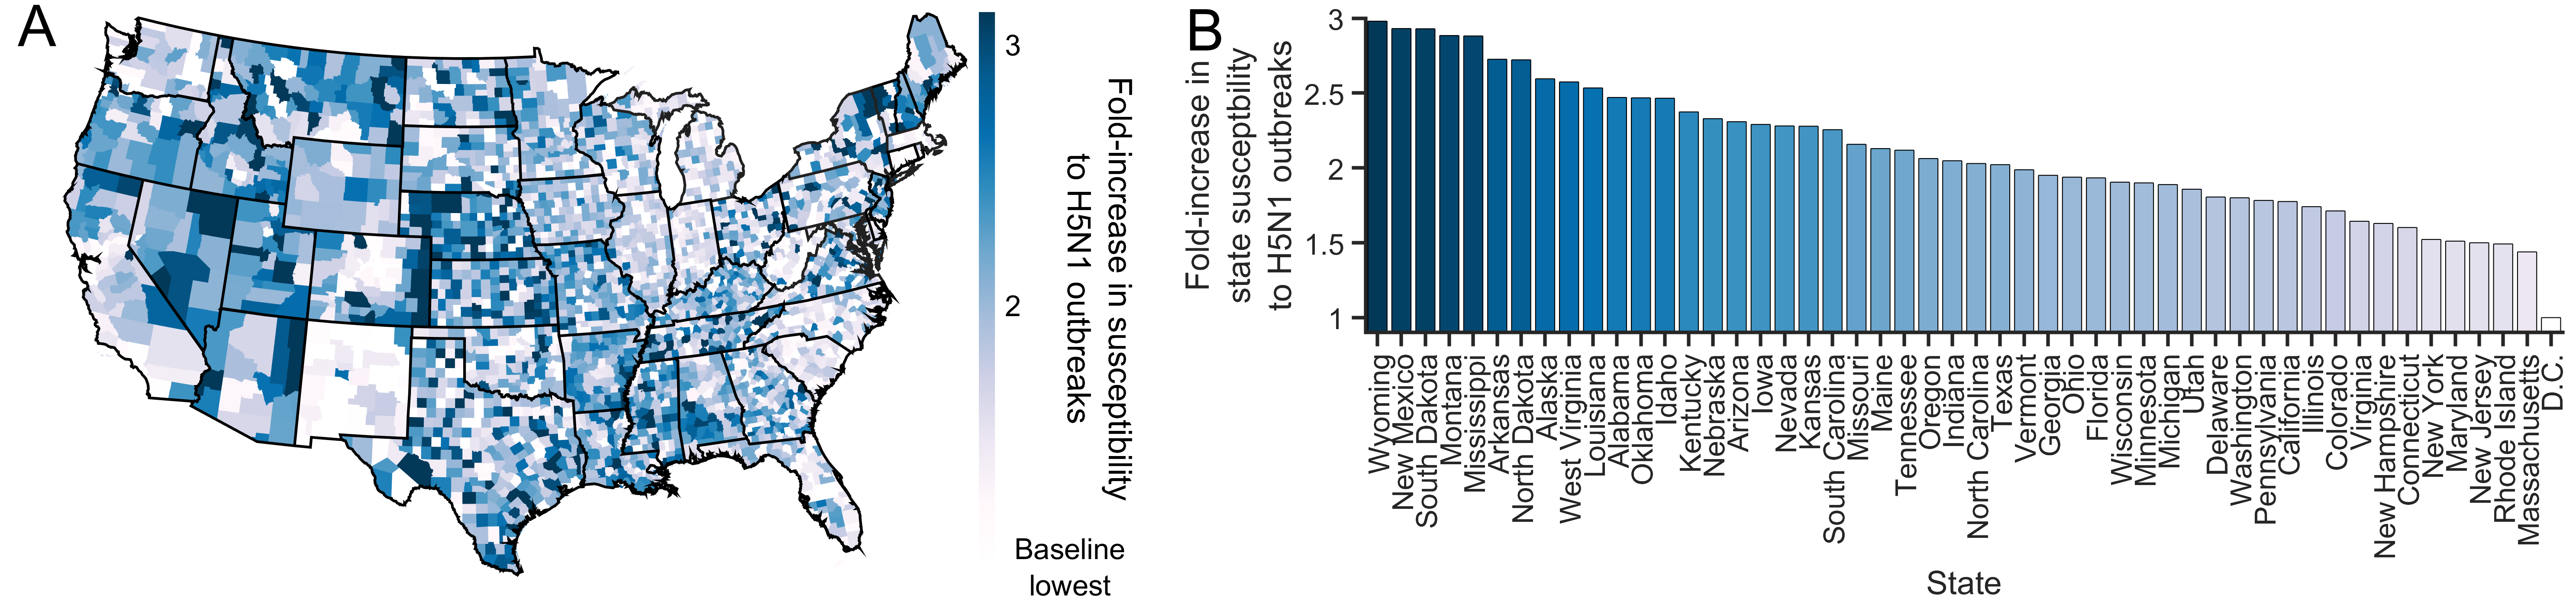 A
3
2
Baseline
lowest
Fold-increase in susceptibility
to H5N1 outbreaks
B
Fold-increase in
state susceptbility
to H5N1 outbreaks
3
2.5
2
1.5
1
Wyoming
New Mexico
South Dakota
Montana
Mississippi
Arkansas
North Dakota
Alaska
West Virginia
Louisiana
Alabama
Oklahoma
Idaho
Kentucky
Nebraska
Arizona
Iowa
Nevada
Kansas
South Carolina
Missouri
Maine
Tennessee
Oregon
Indiana
North Carolina
Texas
Vermont
Georgia
Ohio
Florida
Wisconsin
Minnesota
Michigan
Utah
Delaware
Washington
Pennsylvania
California
Illinois
Colorado
Virginia
New Hampshire
Connecticut
New York
Maryland
New Jersey
Rhode Island
Massachusetts
D.C.
State